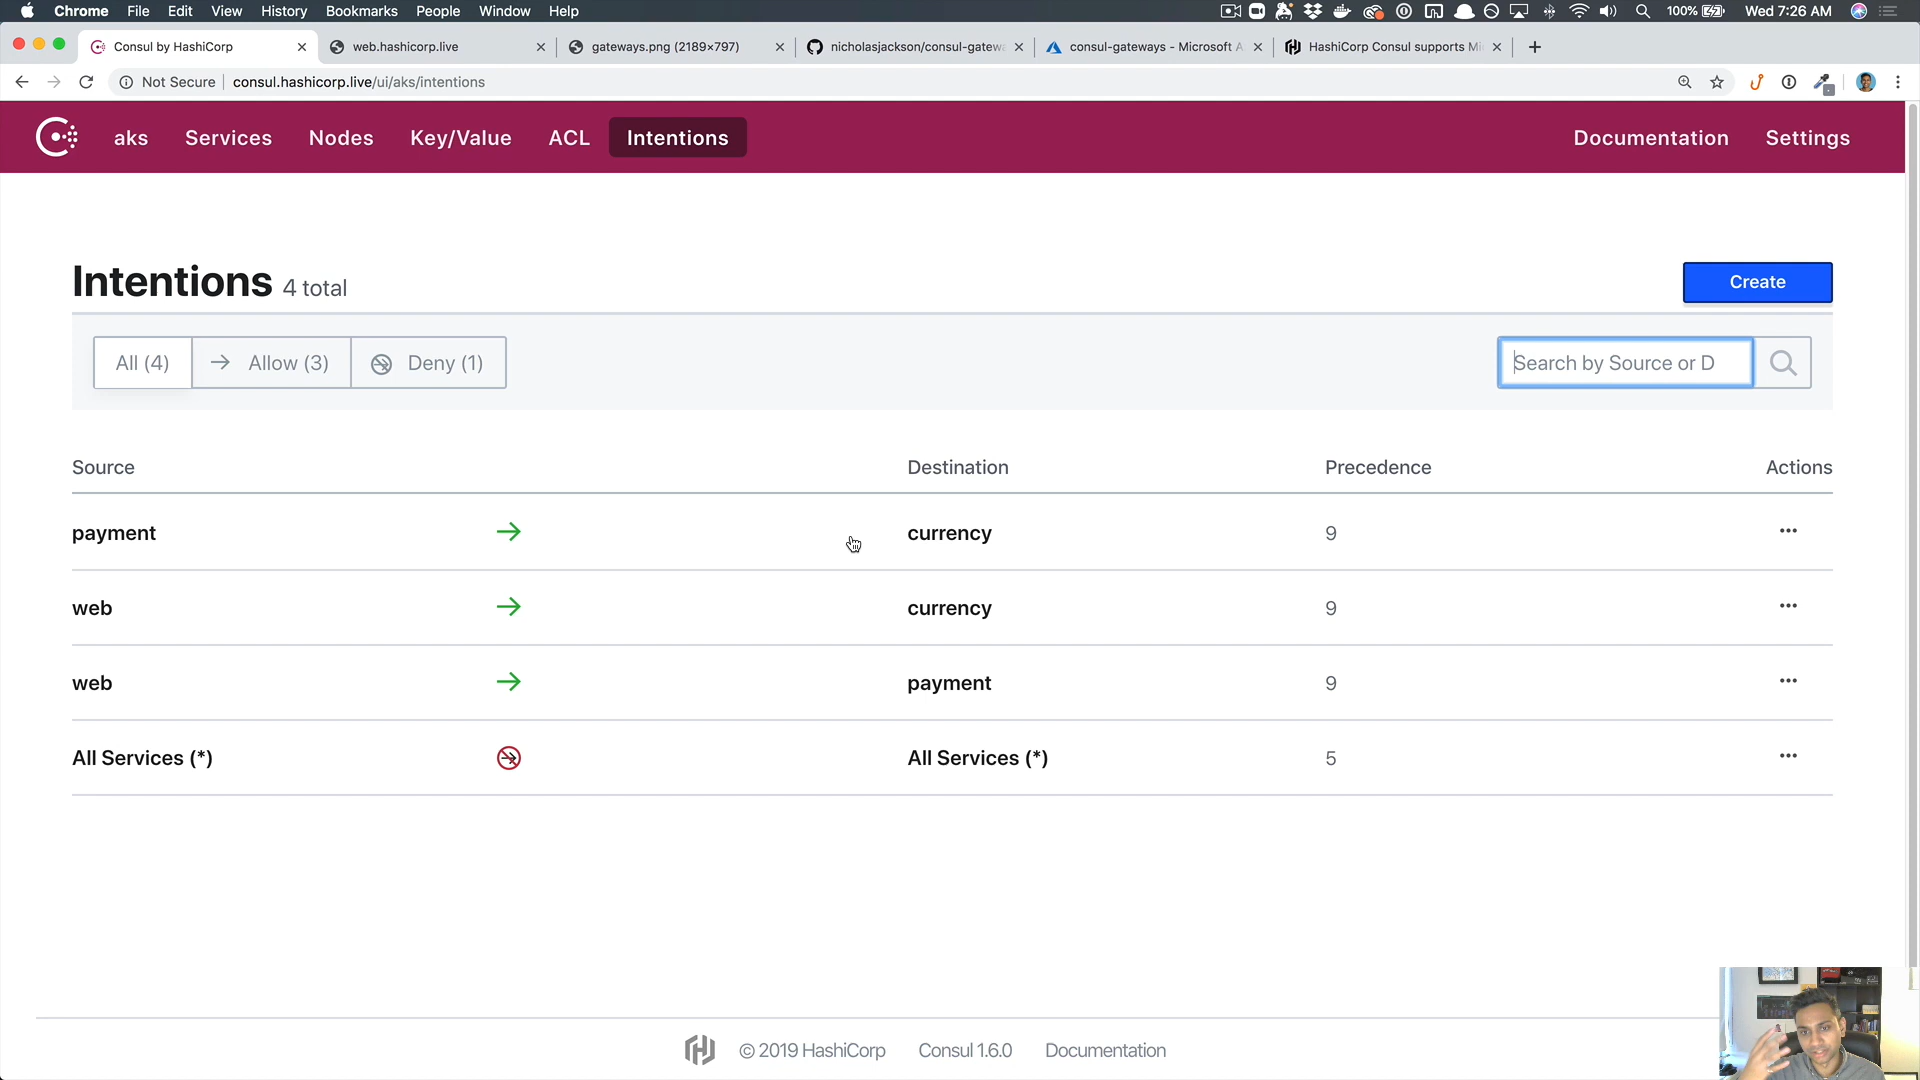 Chrome File Edit View History Bookmarks People Window Help 100% Wed 7:26 AM
Consul by HashiCorp web.hashicorp.live gateways.png (2189×797) nicholasjackson/consul-gatew consul-gateways - Microsoft A HashiCorp Consul supports Mi
Not Secure consul.hashicorp.live/ui/aks/intentions
aks Services Nodes Key/Value ACL Intentions Documentation Settings
Intentions 4 total
Create
All (4) Allow (3) Deny (1) Search by Source or D
Source Destination Precedence Actions
payment currency 9
web currency 9
web payment 9
All Services (*) All Services (*) 5
© 2019 HashiCorp Consul 1.6.0 Documentation